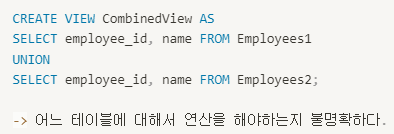 CREATE VIEW CombinedView AS
SELECT employee_id, name FROM Employees1
UNION
SELECT employee_id, name FROM Employees2;
-> 어느 테이블에 대해서 연산을 해야하는지 불명확하다.